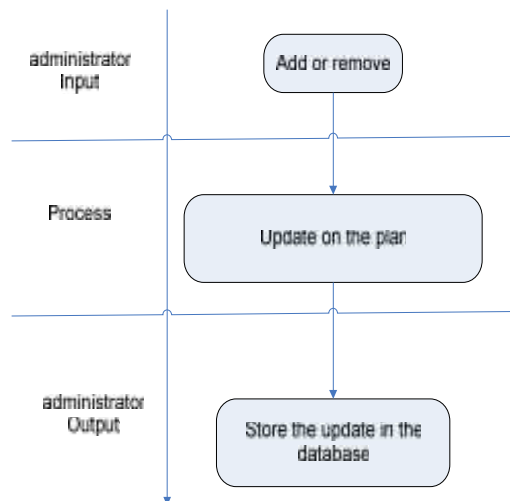 administrator
Input
Add or remove
Process
Update on the plan
administrator
Output
Store the update in the
database